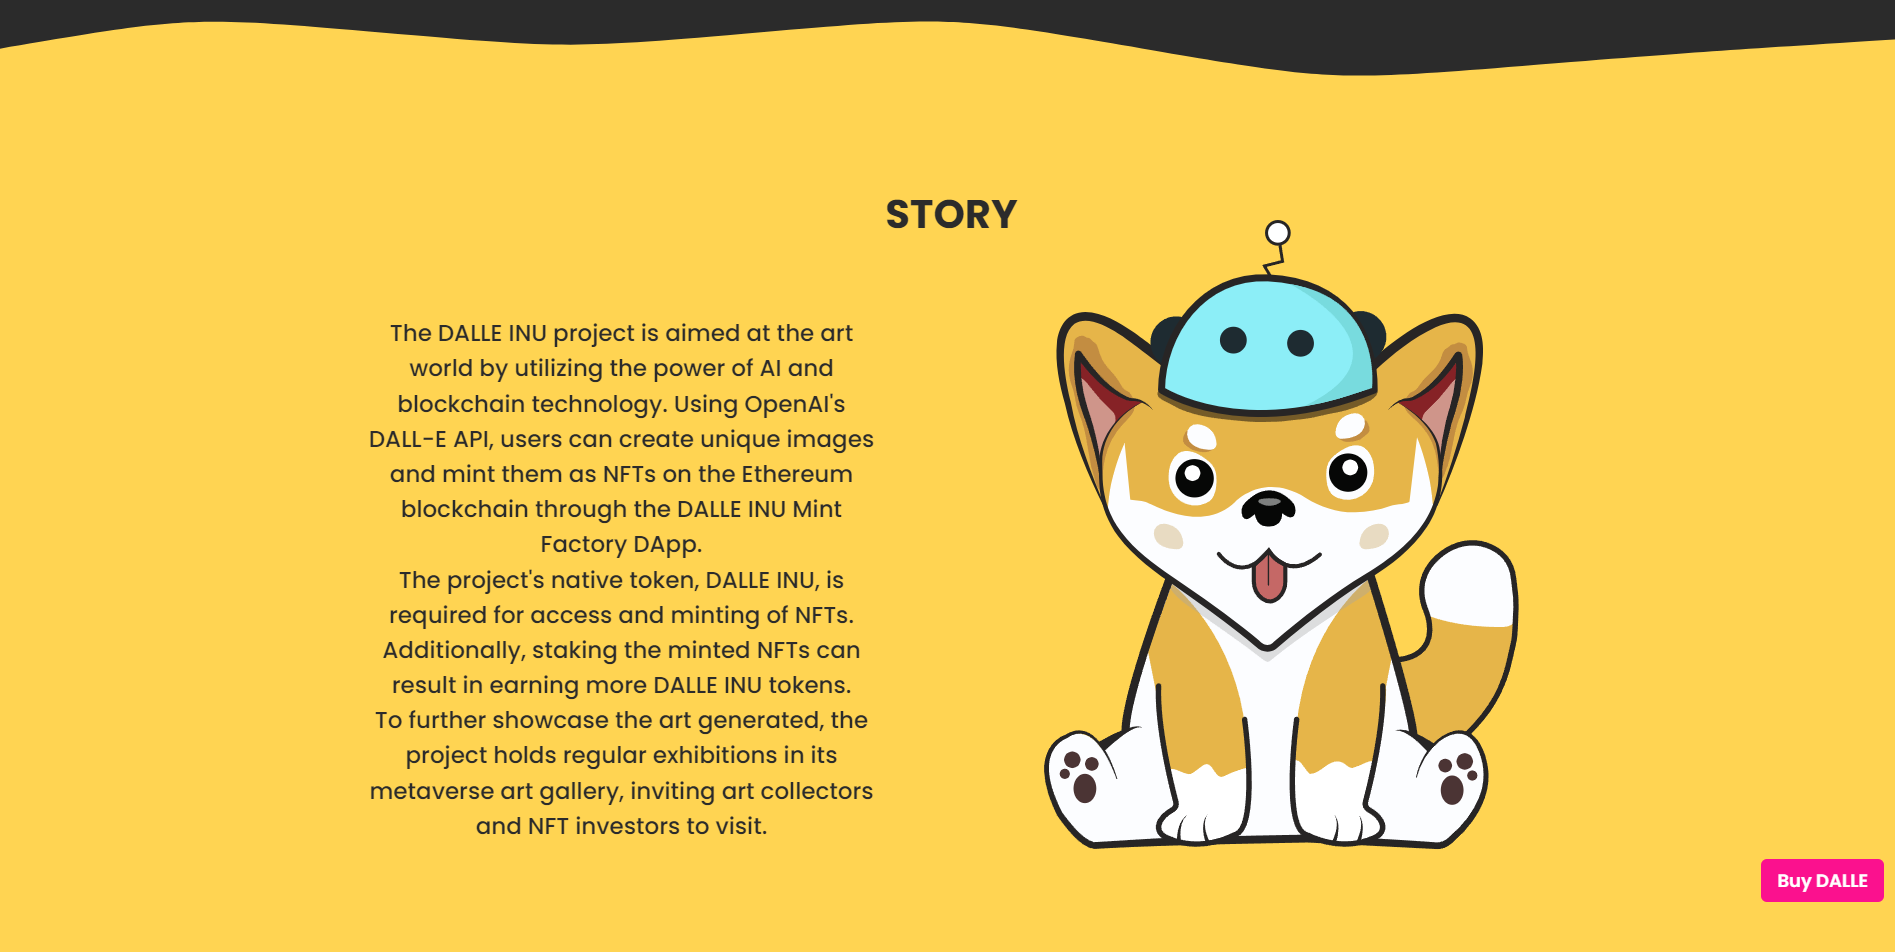 STORY
The DALLE INU project is aimed at the art
world by utilizing the power of AI and
blockchain technology. Using OpenAI's
DALL-E API, users can create unique images
and mint them as NFTs on the Ethereum
blockchain through the DALLE INU Mint
Factory DApp.
The project's native token, DALLE INU, is
required for access and minting of NFTs.
Additionally, staking the minted NFTs can
result in earning more DALLE INU tokens.
To further showcase the art generated, the
project holds regular exhibitions in its
metaverse art gallery, inviting art collectors
and NFT investors to visit.
Buy DALLE